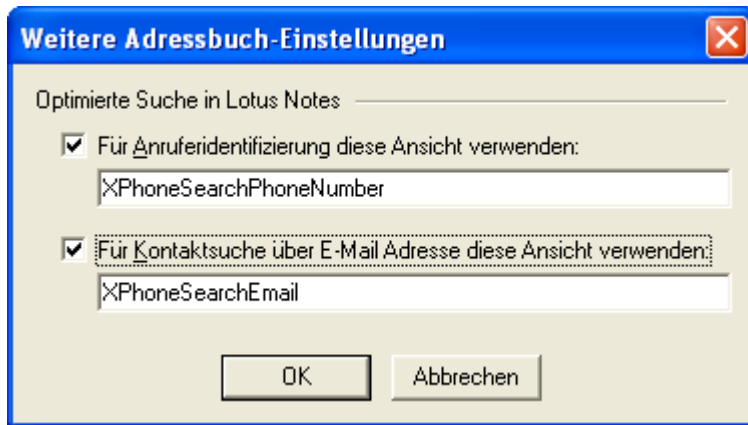 Weitere Adressbuch-Einstellungen
Optimierte Suche in Lotus Notes
Für Anruferidentifizierung diese Ansicht verwenden:
XPhoneSearchPhoneNumber
Für Kontaktsuche über E-Mail Adresse diese Ansicht verwenden:
XPhoneSearchEmail
OK
Abbrechen